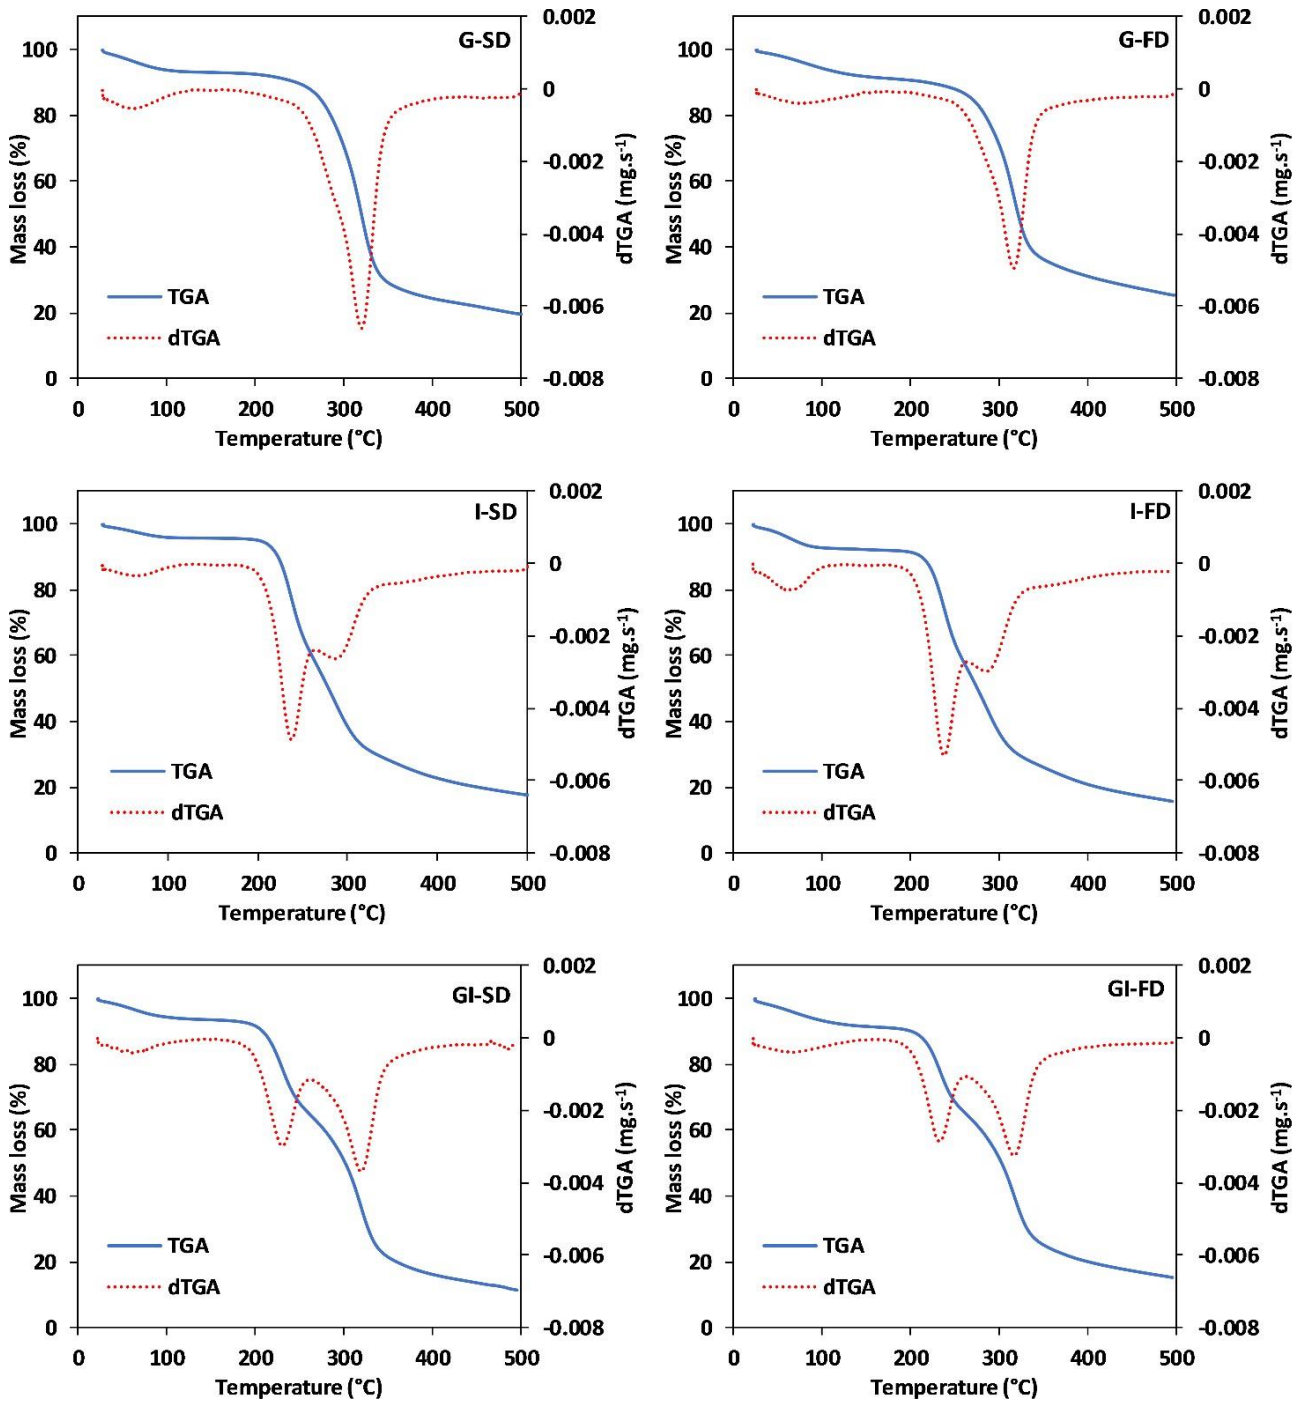 G-SD
Mass loss (%)
100
80
60
40
20
0
0.002
0
-0.002
-0.004
-0.006
-0.008
dTGA (mg.s-1)
TGA
dTGA
0 100 200 300 400 500
Temperature (°C)
G-FD
Mass loss (%)
100
80
60
40
20
0
0.002
0
-0.002
-0.004
-0.006
-0.008
dTGA (mg.s-1)
TGA
dTGA
0 100 200 300 400 500
Temperature (°C)
I-SD
Mass loss (%)
100
80
60
40
20
0
0.002
0
-0.002
-0.004
-0.006
-0.008
dTGA (mg.s-1)
TGA
dTGA
0 100 200 300 400 500
Temperature (°C)
I-FD
Mass loss (%)
100
80
60
40
20
0
0.002
0
-0.002
-0.004
-0.006
-0.008
dTGA (mg.s-1)
TGA
dTGA
0 100 200 300 400 500
Temperature (°C)
GI-SD
Mass loss (%)
100
80
60
40
20
0
0.002
0
-0.002
-0.004
-0.006
-0.008
dTGA (mg.s-1)
TGA
dTGA
0 100 200 300 400 500
Temperature (°C)
GI-FD
Mass loss (%)
100
80
60
40
20
0
0.002
0
-0.002
-0.004
-0.006
-0.008
dTGA (mg.s-1)
TGA
dTGA
0 100 200 300 400 500
Temperature (°C)